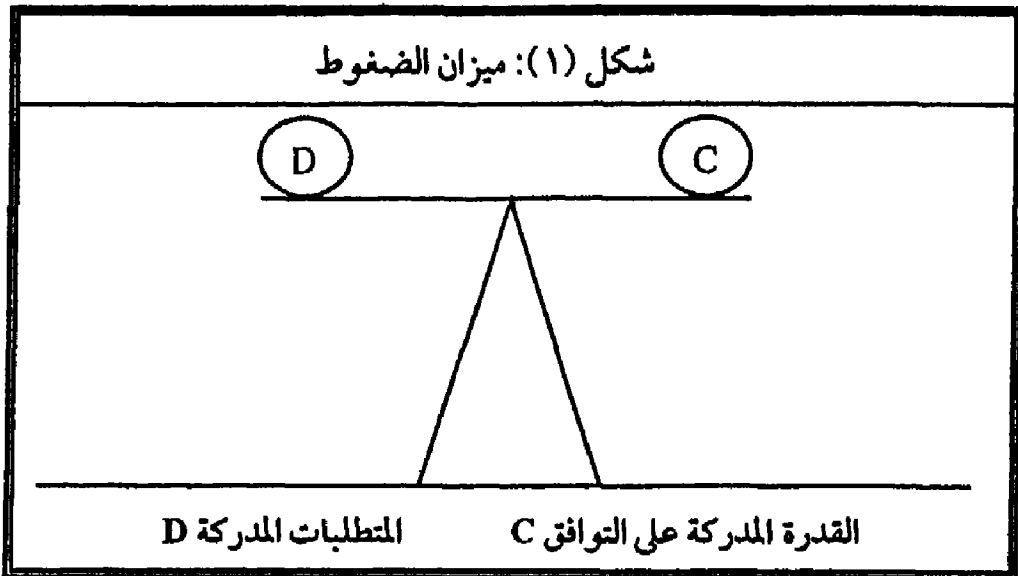 شكل (١): ميزان الضغوط
D C
القدرة المدركة على التوافق C المتطلبات المدركة D